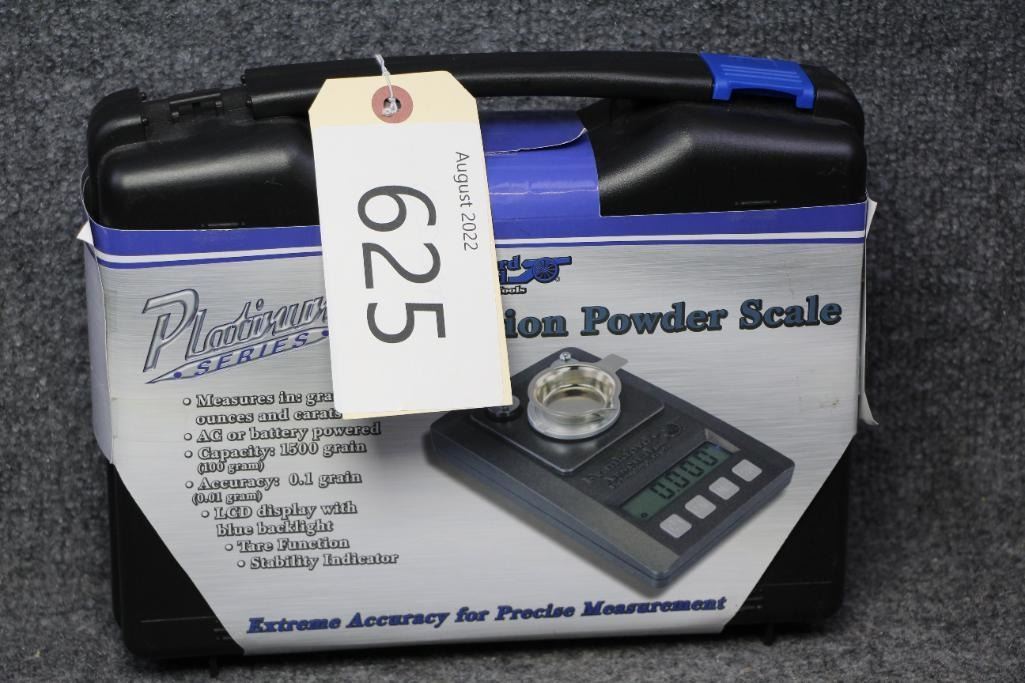 August 2022
625
Platinum
SERIES
Powder Scale
• Measures in:
ounces and carats
• AC or battery powered
• Capacity: 1500 grain
(100 gram)
• Accuracy: 0.1 grain
(0.01 gram)
• LCD display with
blue backlight
• Tare Function
• Stability Indicator
Extreme Accuracy for Precise Measurement